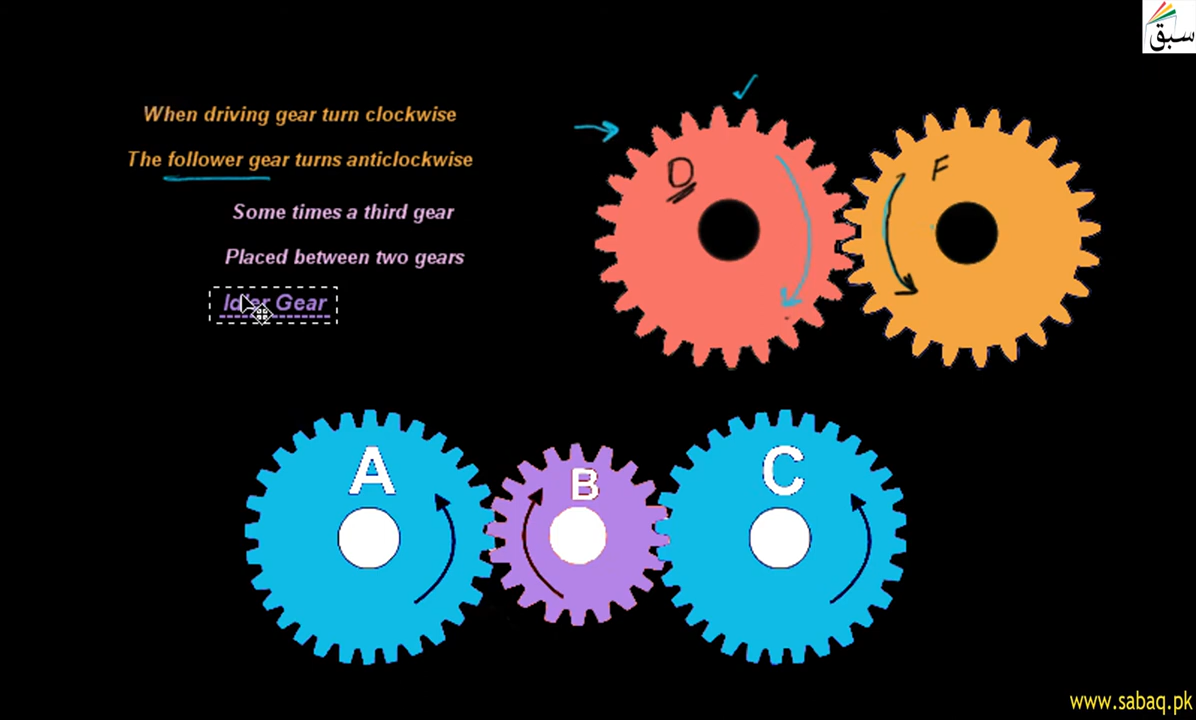 سبق
When driving gear turn clockwise
The follower gear turns anticlockwise
Some times a third gear
Placed between two gears
Idler Gear
D
F
A
B
C
www.sabaq.pk